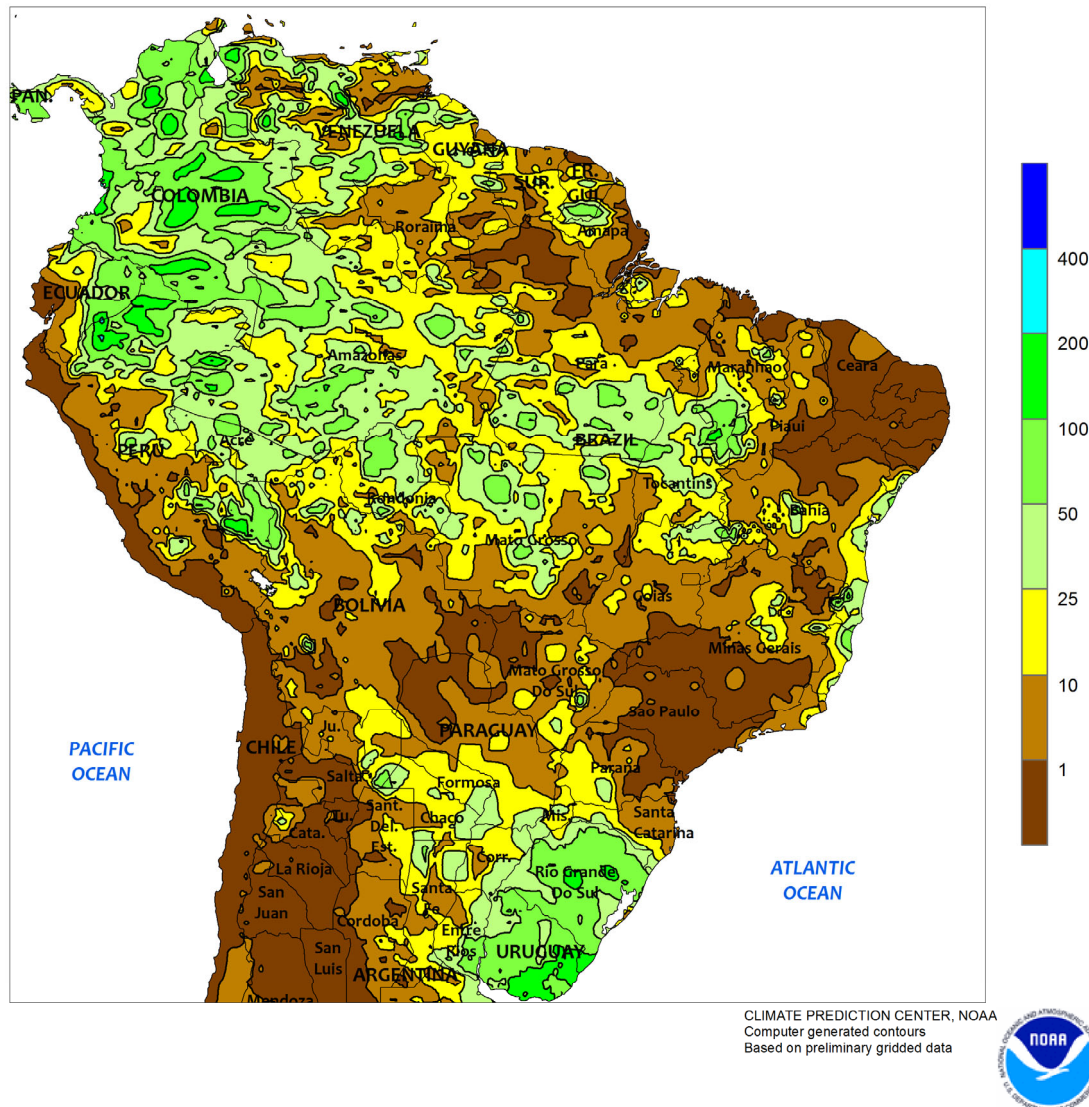 PAN.
VENEZUELA
GUYANA
FR.
SUR.
GUI.
COLOMBIA
Roraima
Amapa
ECUADOR
Amazonas
Para
Maranhao
Ceara
Piaui
PERU
Acre
BRAZIL
Tocantins
Rondonia
Bahia
Mato Grosso
BOLIVIA
Goias
Minas Gerais
Mato Grosso
Do Sul
Sao Paulo
Ju.
PARAGUAY
CHILE
PACIFIC
OCEAN
Salta
Formosa
Parana
Sant.
Del.
Est.
Tu.
Chaco
Mis.
Santa
Catarina
Cata.
Corr.
La Rioja
Rio Grande
Do Sul
ATLANTIC
OCEAN
San
Juan
Santa
Fe
Cordoba
Entre
Rios
URUGUAY
San
Luis
ARGENTINA
Mendoza
400
200
100
50
25
10
1
CLIMATE PREDICTION CENTER, NOAA
Computer generated contours
Based on preliminary gridded data
NOAA